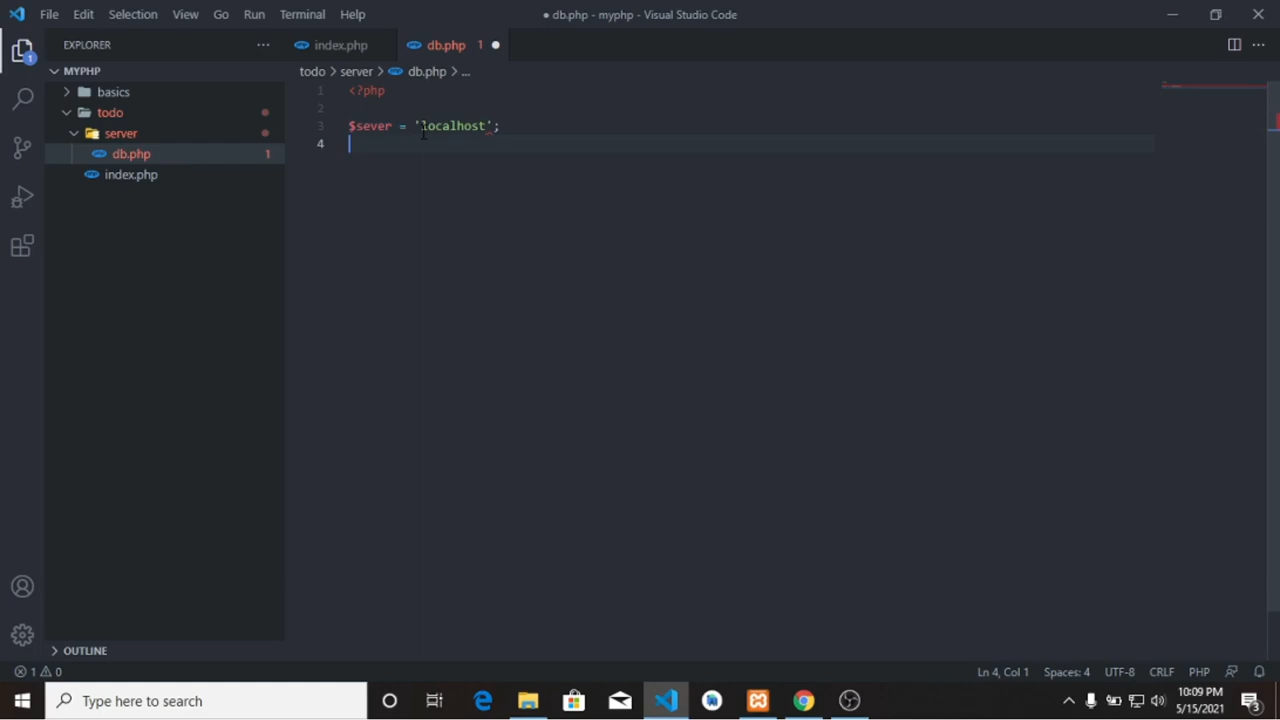 File Edit Selection View Go Run Terminal Help
● db.php - myphp - Visual Studio Code
EXPLORER ...
index.php
db.php 1 ●
MYPHP
todo > server > db.php > ...
basics
todo
server
db.php 1
index.php
1 <?php
2
3 $sever = 'localhost';
4
OUTLINE
1 0
Ln 4, Col 1 Spaces: 4 UTF-8 CRLF PHP
Type here to search
10:09 PM
5/15/2021
3
1